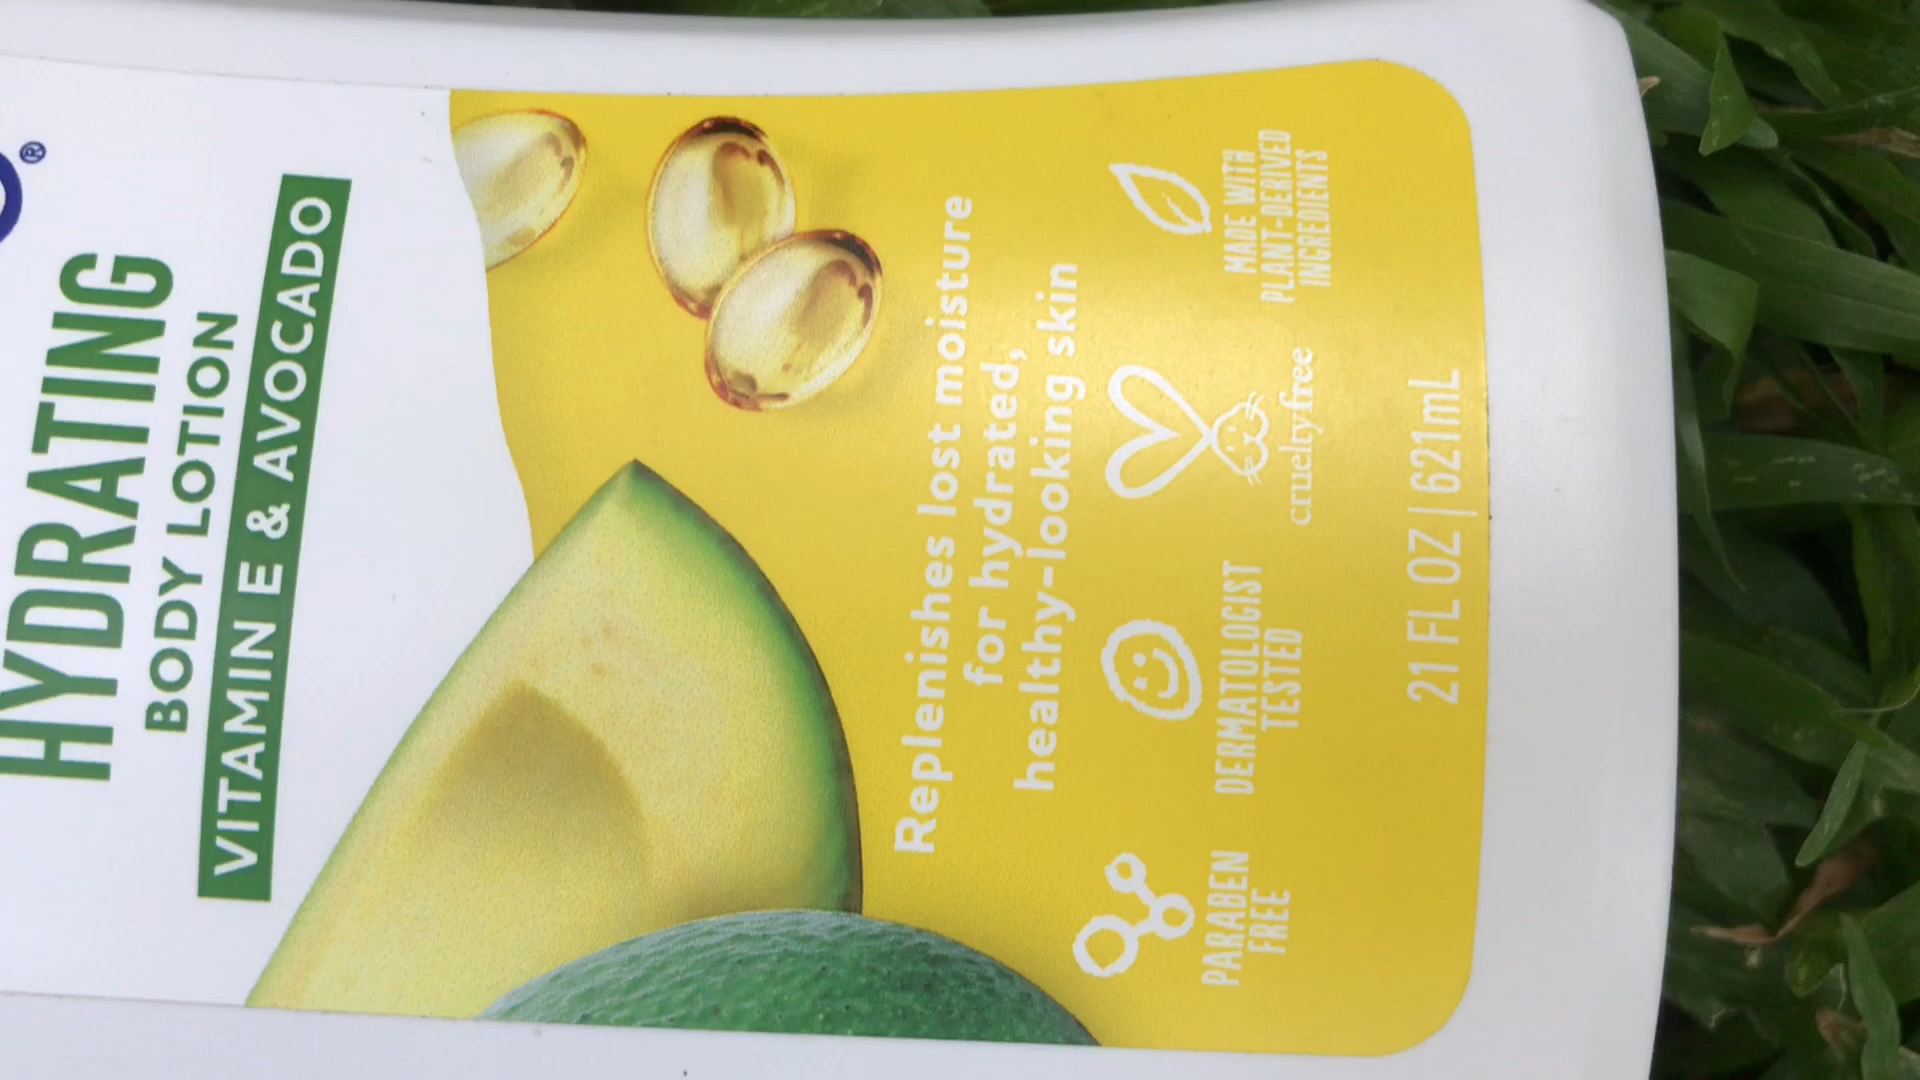 ®
HYDRATING
BODY LOTION
VITAMIN E & AVOCADO
Replenishes lost moisture
for hydrated,
healthy-looking skin
PARABEN
FREE
DERMATOLOGIST
TESTED
crueltyfree
MADE WITH
PLANT-DERIVED
INGREDIENTS
21 FL OZ | 621mL